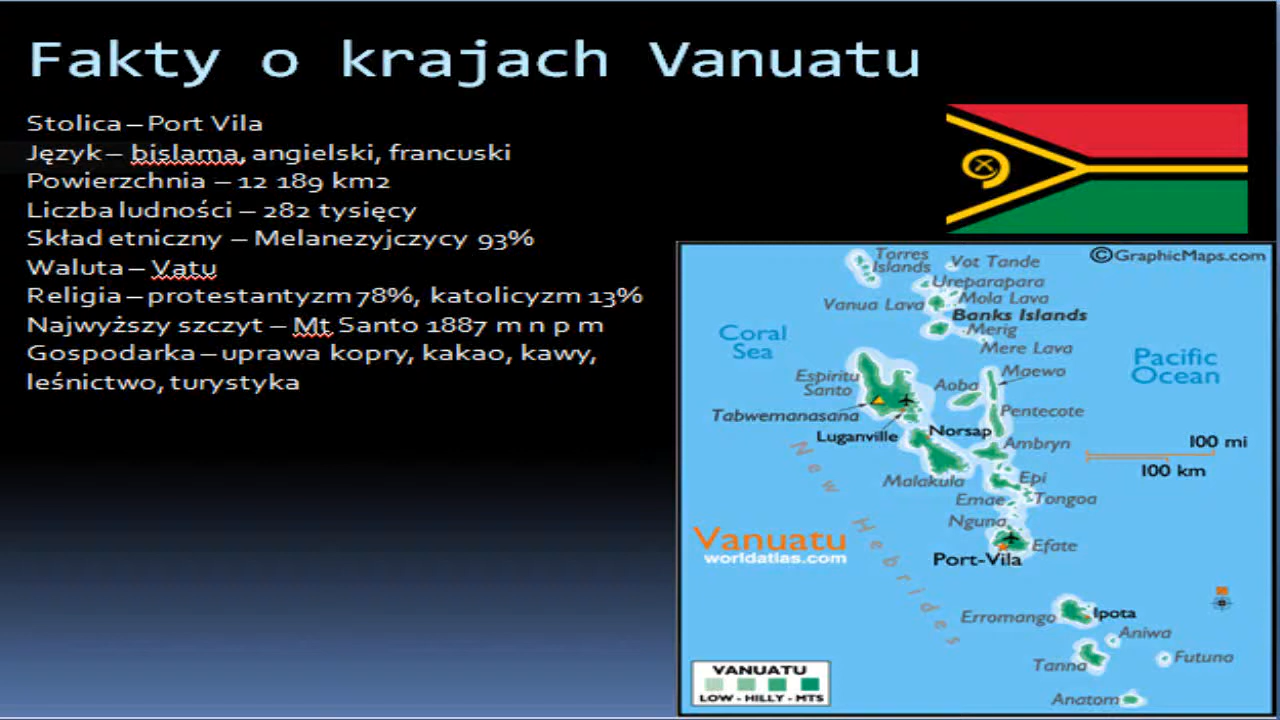 Fakty o krajach Vanuatu
Stolica – Port Vila
Język – bislama, angielski, francuski
Powierzchnia – 12 189 km2
Liczba ludności – 282 tysięcy
Skład etniczny – Melanezyjczycy 93%
Waluta – Vatu
Religia – protestantyzm 78%, katolicyzm 13%
Najwyższy szczyt – Mt Santo 1887 m n p m
Gospodarka – uprawa kopry, kakao, kawy,
leśnictwo, turystyka
©GraphicMaps.com
Torres
Islands
Vot Tande
Ureparapara
Vanua Lava
Mola Lava
Banks Islands
Merig
Mere Lava
Coral
Sea
Pacific
Ocean
Espiritu
Santo
Aoba
Maewo
Tabwemanasana
Pentecote
Luganville
Norsap
Ambryn
100 mi
100 km
Malakula
Epi
Emae
Tongoa
Nguna
New Hebrides
Vanuatu
worldatlas.com
Efate
Port-Vila
Erromango
Ipota
Aniwa
Tanna
Futuna
Anatom
VANUATU
LOW - HILLY - MTS